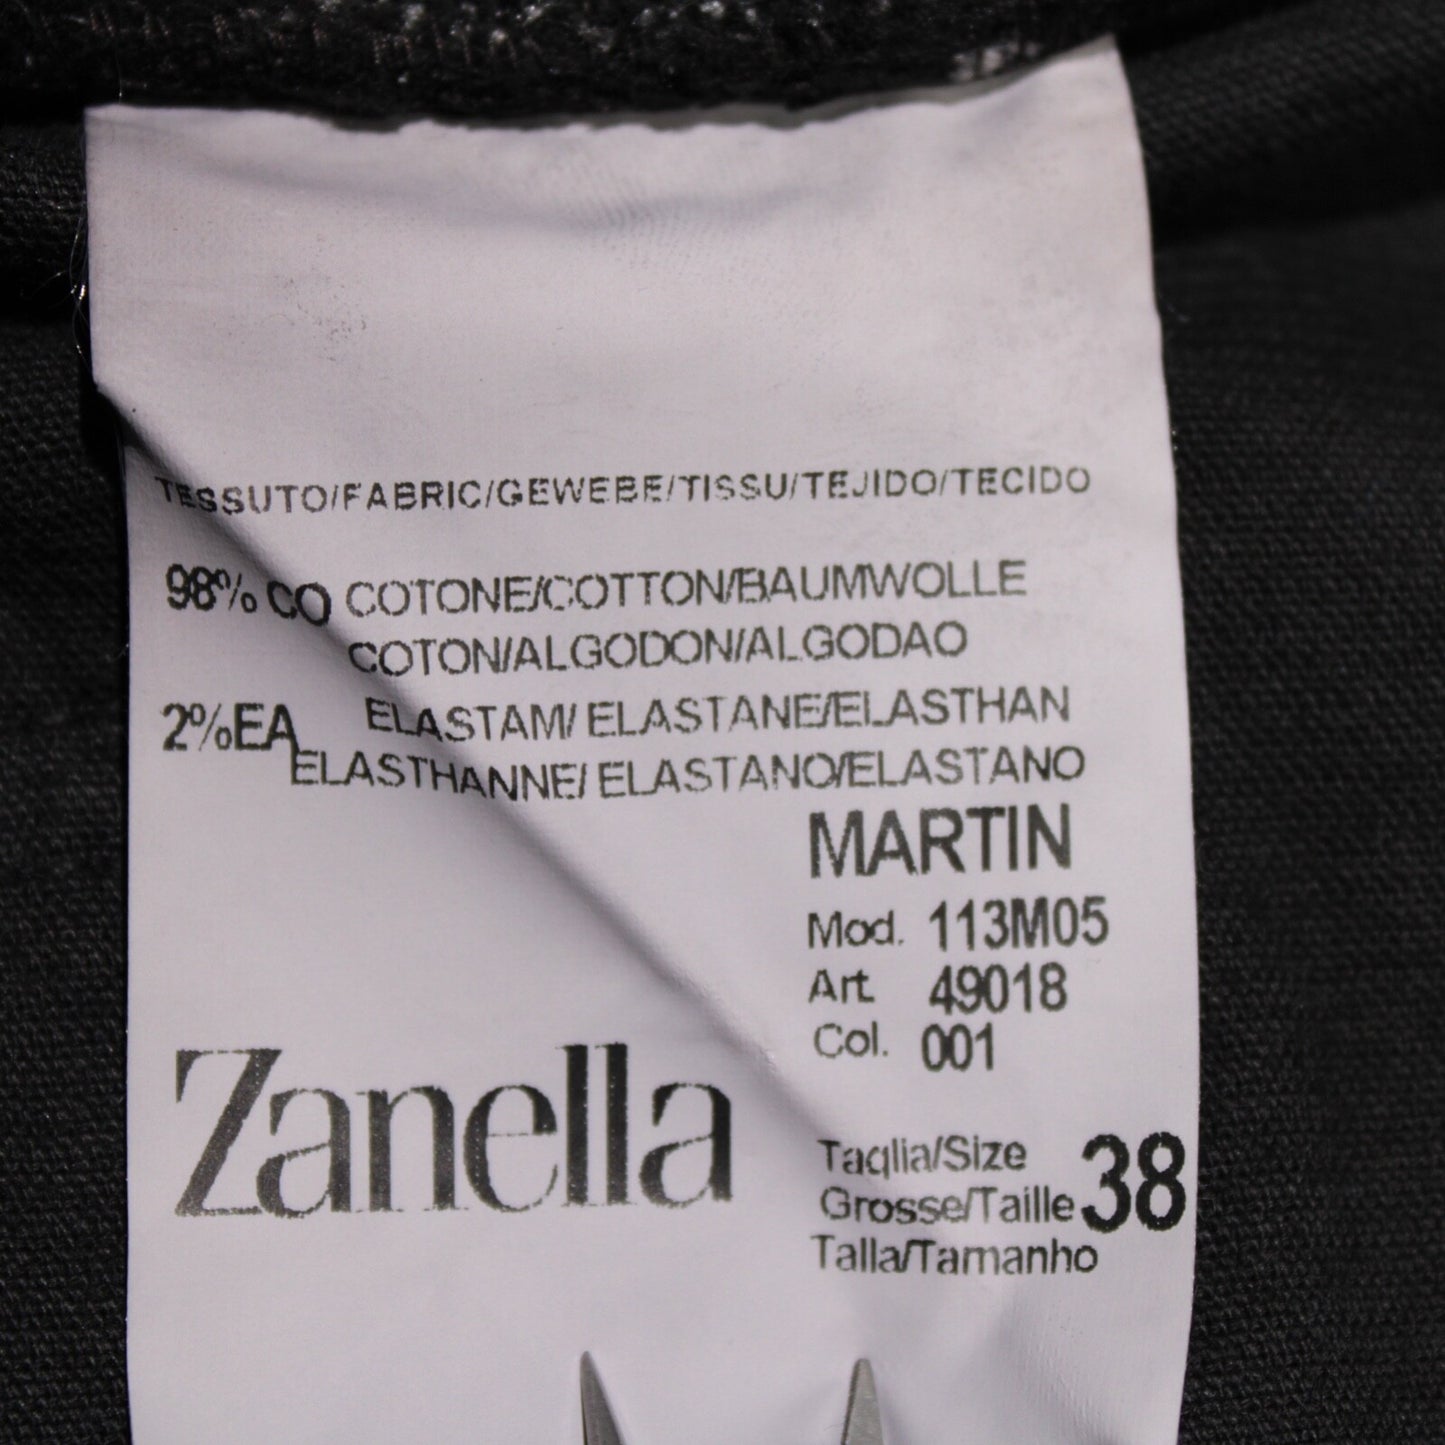 TESSUTO/FABRIC/GEWEBE/TISSU/TEJIDO/TECIDO
98% CO COTONE/COTTON/BAUMWOLLE
COTON/ALGODON/ALGODAO
2%EA ELASTAM/ ELASTANE/ELASTHAN
ELASTHANNE/ ELASTANO/ELASTANO
MARTIN
Mod. 113M05
Art. 49018
Col. 001
Zanella
Taglia/Size
Grosse/Taille 38
Talla/Tamanho